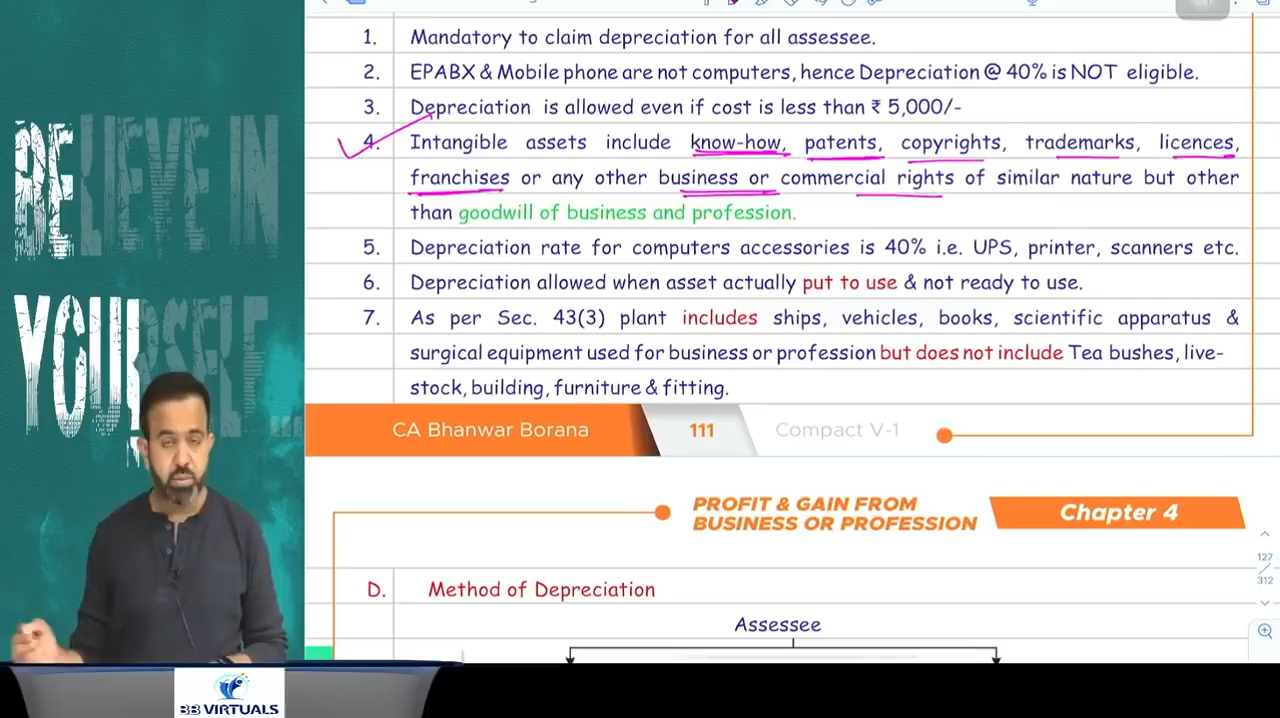 1. Mandatory to claim depreciation for all assessee.
2. EPABX & Mobile phone are not computers, hence Depreciation @ 40% is NOT eligible.
3. Depreciation is allowed even if cost is less than ₹ 5,000/-
4. Intangible assets include know-how, patents, copyrights, trademarks, licences,
franchises or any other business or commercial rights of similar nature but other
than goodwill of business and profession.
5. Depreciation rate for computers accessories is 40% i.e. UPS, printer, scanners etc.
6. Depreciation allowed when asset actually put to use & not ready to use.
7. As per Sec. 43(3) plant includes ships, vehicles, books, scientific apparatus &
surgical equipment used for business or profession but does not include Tea bushes, live-
stock, building, furniture & fitting.
CA Bhanwar Borana 111 Compact V-1
PROFIT & GAIN FROM
BUSINESS OR PROFESSION
Chapter 4
127
312
D. Method of Depreciation
Assessee
BELIEVE IN
YOURSELF...
BB VIRTUALS